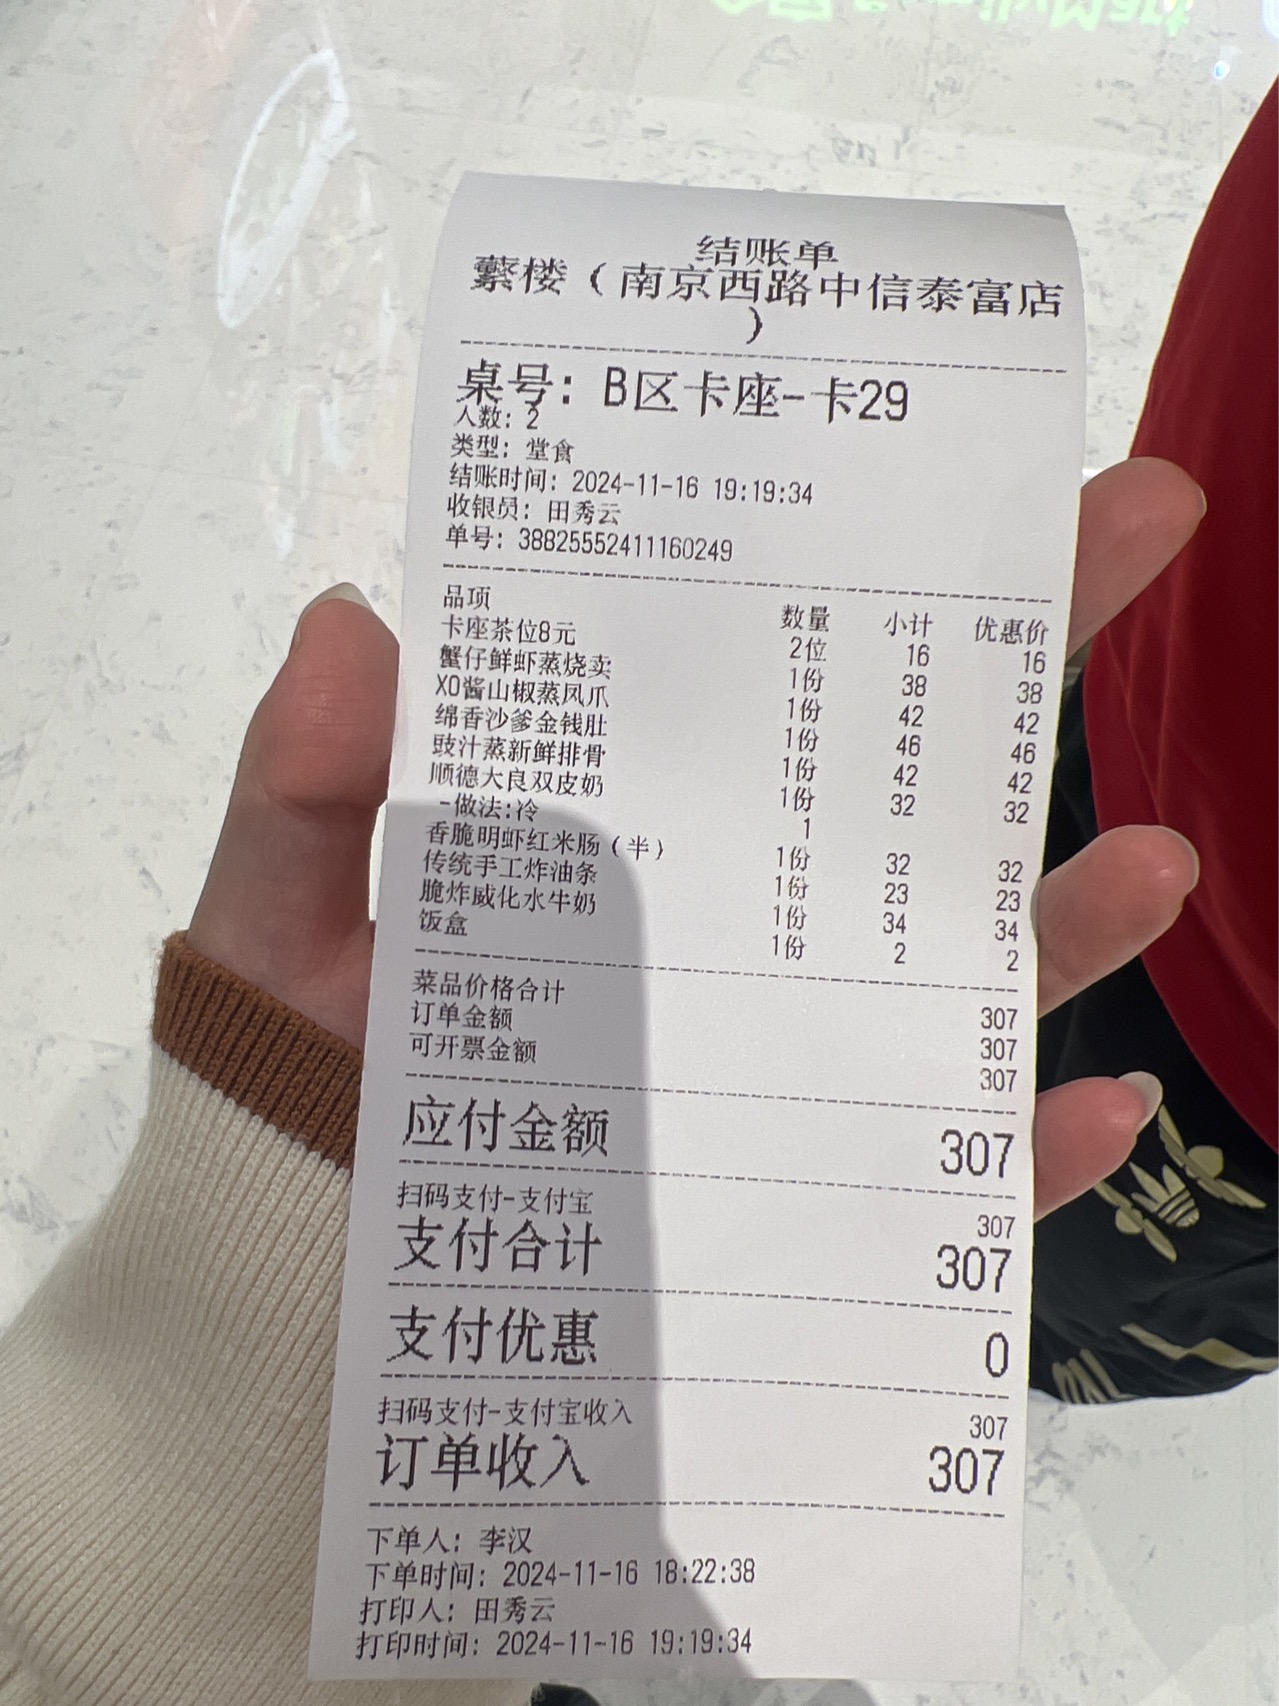 结账单
蘩楼（南京西路中信泰富店
）
桌号：B区卡座-卡29
人数：2
类型：堂食
结账时间：2024-11-16 19:19:34
收银员：田秀云
单号：38825552411160249
品项 数量 小计 优惠价
卡座茶位8元 2位 16 16
蟹仔鲜虾蒸烧卖 1份 38 38
XO酱山椒蒸凤爪 1份 42 42
绵香沙爹金钱肚 1份 46 46
豉汁蒸新鲜排骨 1份 42 42
顺德大良双皮奶 1份 32 32
-做法:冷 1
香脆明虾红米肠（半） 1份 32 32
传统手工炸油条 1份 23 23
脆炸威化水牛奶 1份 34 34
饭盒 1份 2 2
菜品价格合计 307
订单金额 307
可开票金额 307
应付金额 307
扫码支付-支付宝 307
支付合计 307
支付优惠 0
扫码支付-支付宝收入 307
订单收入 307
下单人：李汉
下单时间：2024-11-16 18:22:38
打印人：田秀云
打印时间：2024-11-16 19:19:34